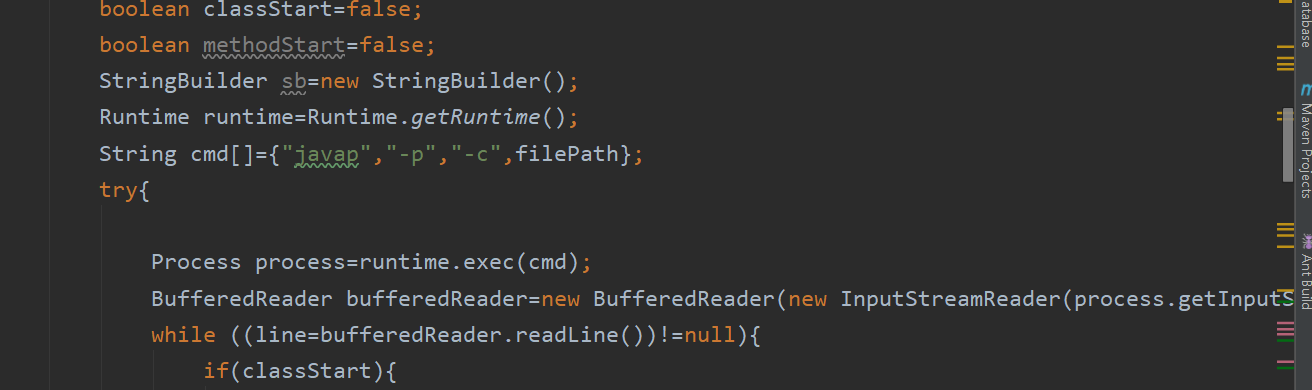 boolean classStart=false;
boolean methodStart=false;
StringBuilder sb=new StringBuilder();
Runtime runtime=Runtime.getRuntime();
String cmd[]={"javap","-p","-c",filePath};
try{
Process process=runtime.exec(cmd);
BufferedReader bufferedReader=new BufferedReader(new InputStreamReader(process.getInputS
while ((line=bufferedReader.readLine())!=null){
if(classStart){
atabase
m
Maven Projects
Ant Build